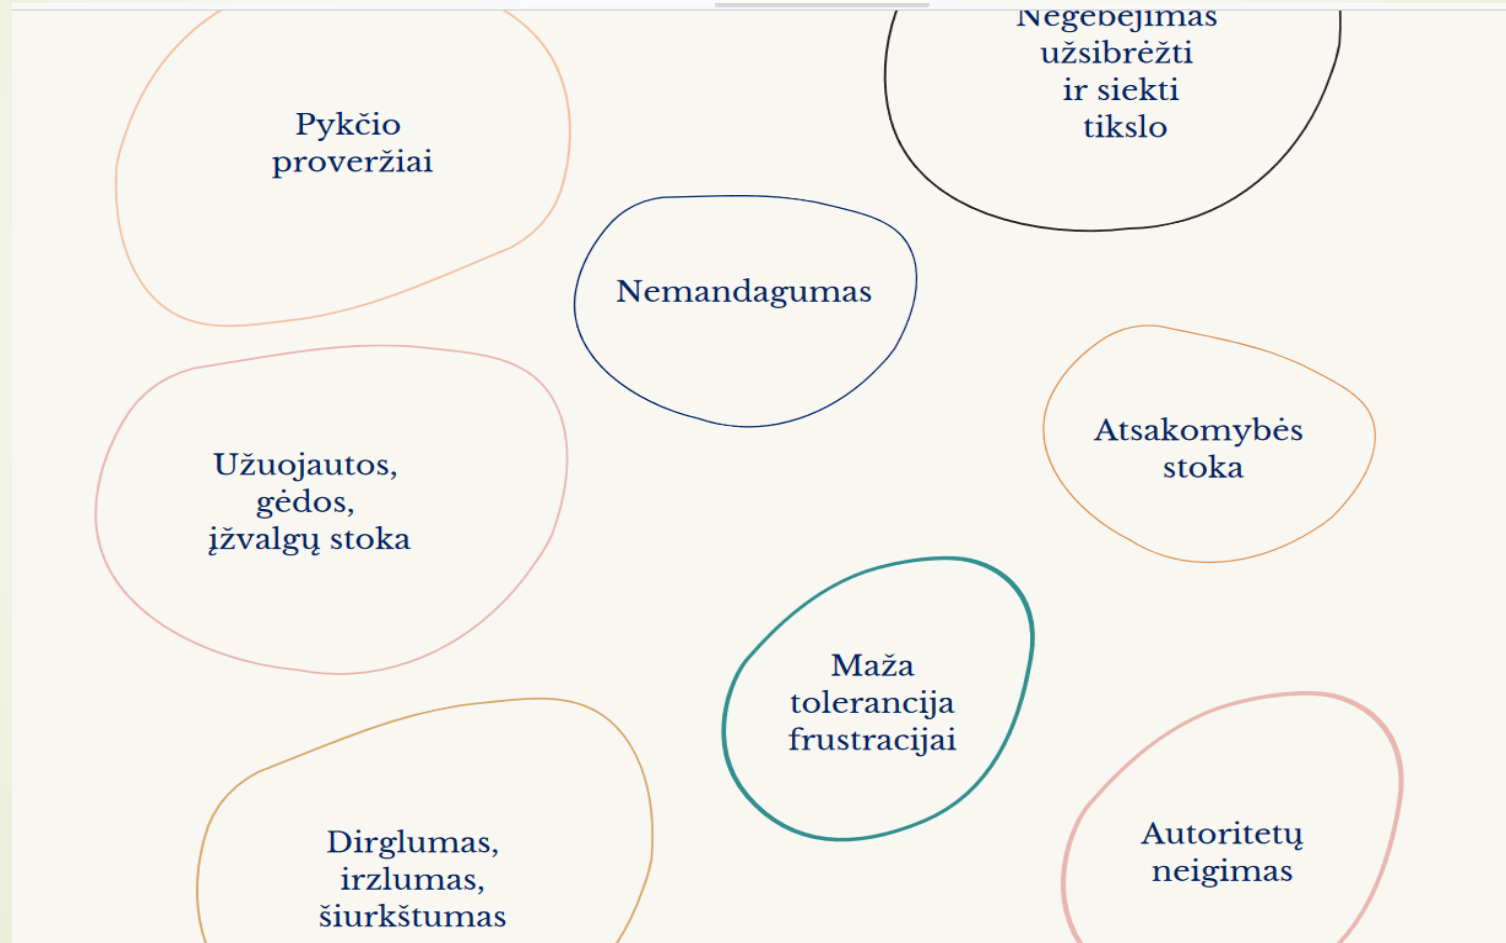 Negebėjimas
užsibrėžti
ir siekti
tikslo
Pykčio
proveržiai
Nemandagumas
Atsakomybės
stoka
Užuojautos,
gėdos,
įžvalgų stoka
Maža
tolerancija
frustracijai
Autoritetų
neigimas
Dirglumas,
irzlumas,
šiurkštumas